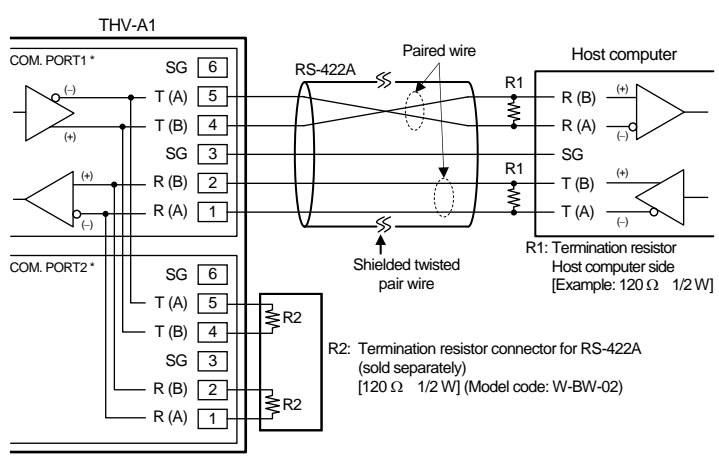 THV-A1
COM. PORT1 *
SG 6
(–)
T (A) 5
T (B) 4
(+)
SG 3
(+)
R (B) 2
R (A) 1
(–)
RS-422A
Paired wire
Host computer
R1
R (B) (+)
R (A) (–)
SG
R1
T (B) (+)
T (A) (–)
Shielded twisted
pair wire
R1: Termination resistor
Host computer side
[Example: 120 Ω 1/2 W]
COM. PORT2 *
SG 6
T (A) 5
R2
T (B) 4
SG 3
R (B) 2
R2
R (A) 1
R2: Termination resistor connector for RS-422A
(sold separately)
[120 Ω 1/2 W] (Model code: W-BW-02)